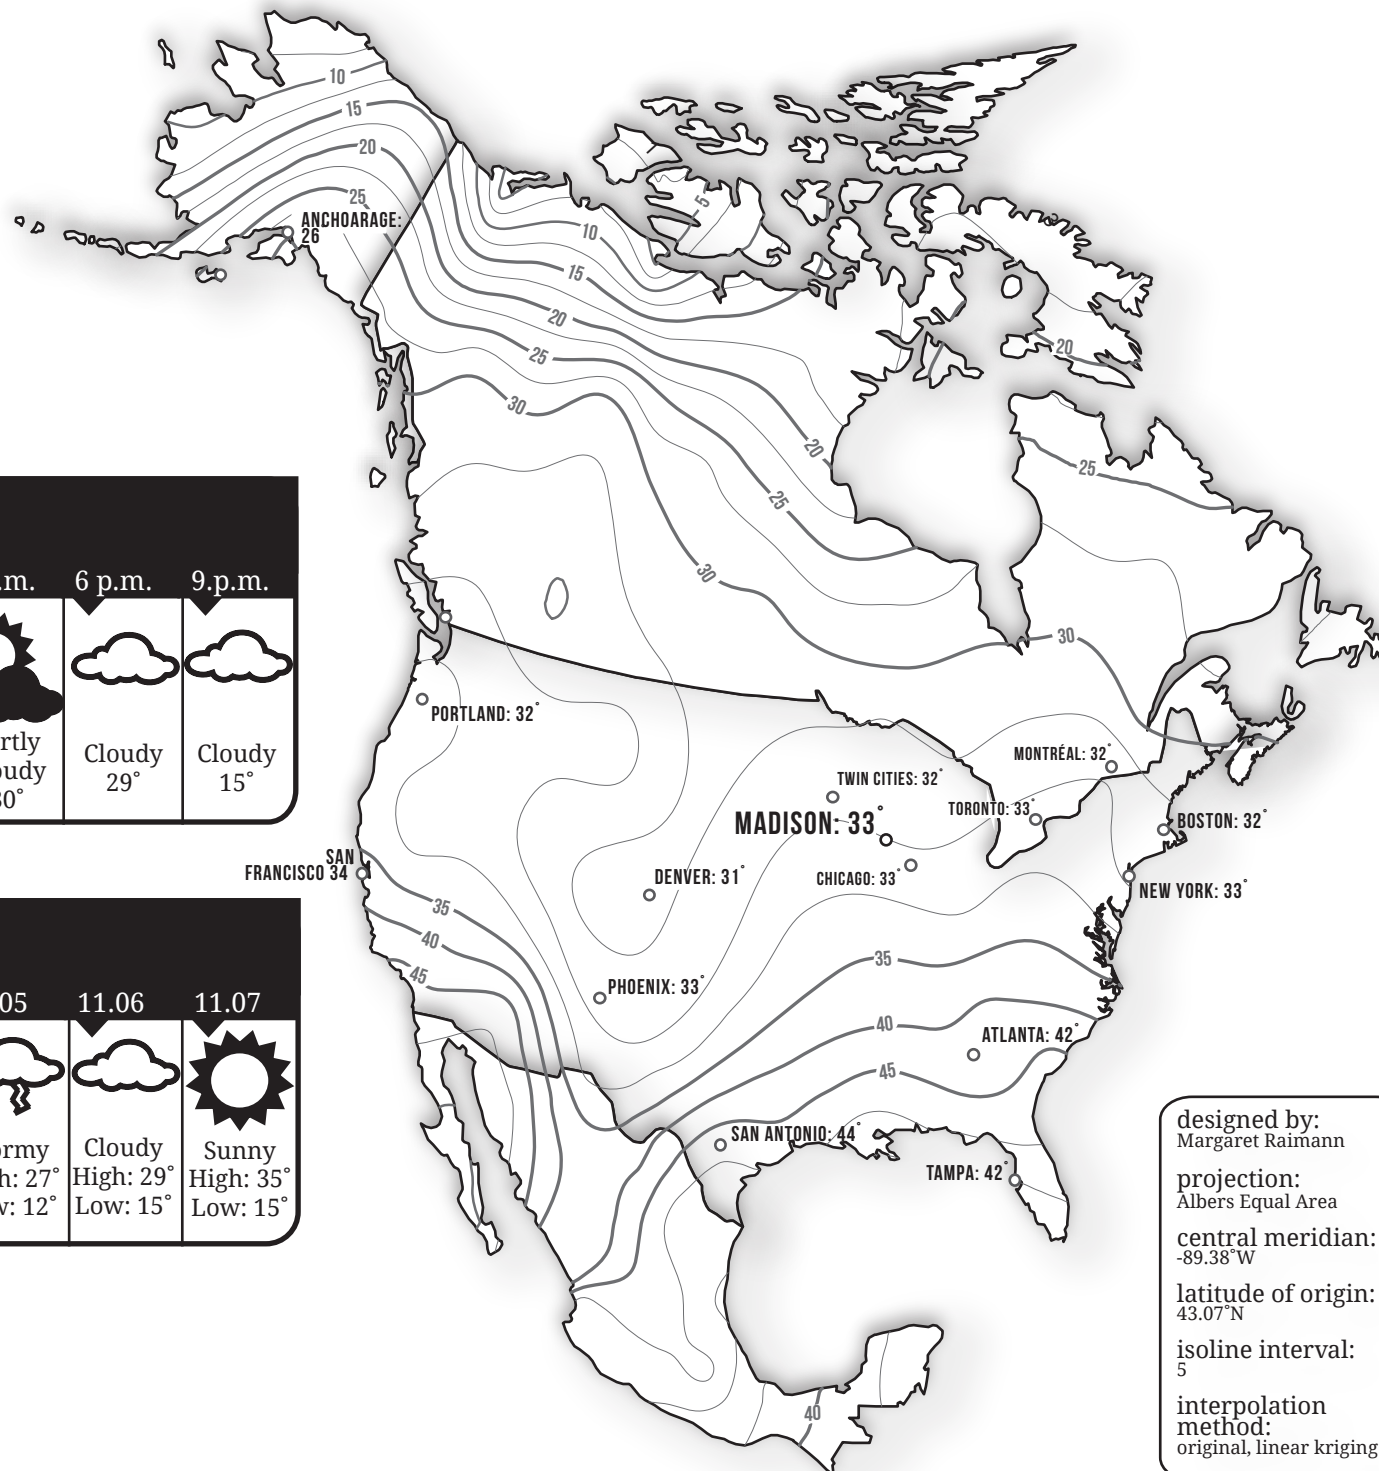 10
15
20
25
ANCHOARAGE:
26
5
10
15
20
25
30
20
20
25
25
30
30
.m.
6 p.m.
9.p.m.
rtly
oudy
30°
Cloudy
29°
Cloudy
15°
PORTLAND: 32°
MONTRÉAL: 32°
TWIN CITIES: 32°
TORONTO: 33°
MADISON: 33°
BOSTON: 32°
SAN
FRANCISCO 34
DENVER: 31°
CHICAGO: 33°
NEW YORK: 33°
35
40
45
35
PHOENIX: 33°
40
ATLANTA: 42°
45
SAN ANTONIO: 44°
TAMPA: 42°
40
05
11.06
11.07
ormy
h: 27°
w: 12°
Cloudy
High: 29°
Low: 15°
Sunny
High: 35°
Low: 15°
designed by:
Margaret Raimann
projection:
Albers Equal Area
central meridian:
-89.38°W
latitude of origin:
43.07°N
isoline interval:
5
interpolation
method:
original, linear kriging